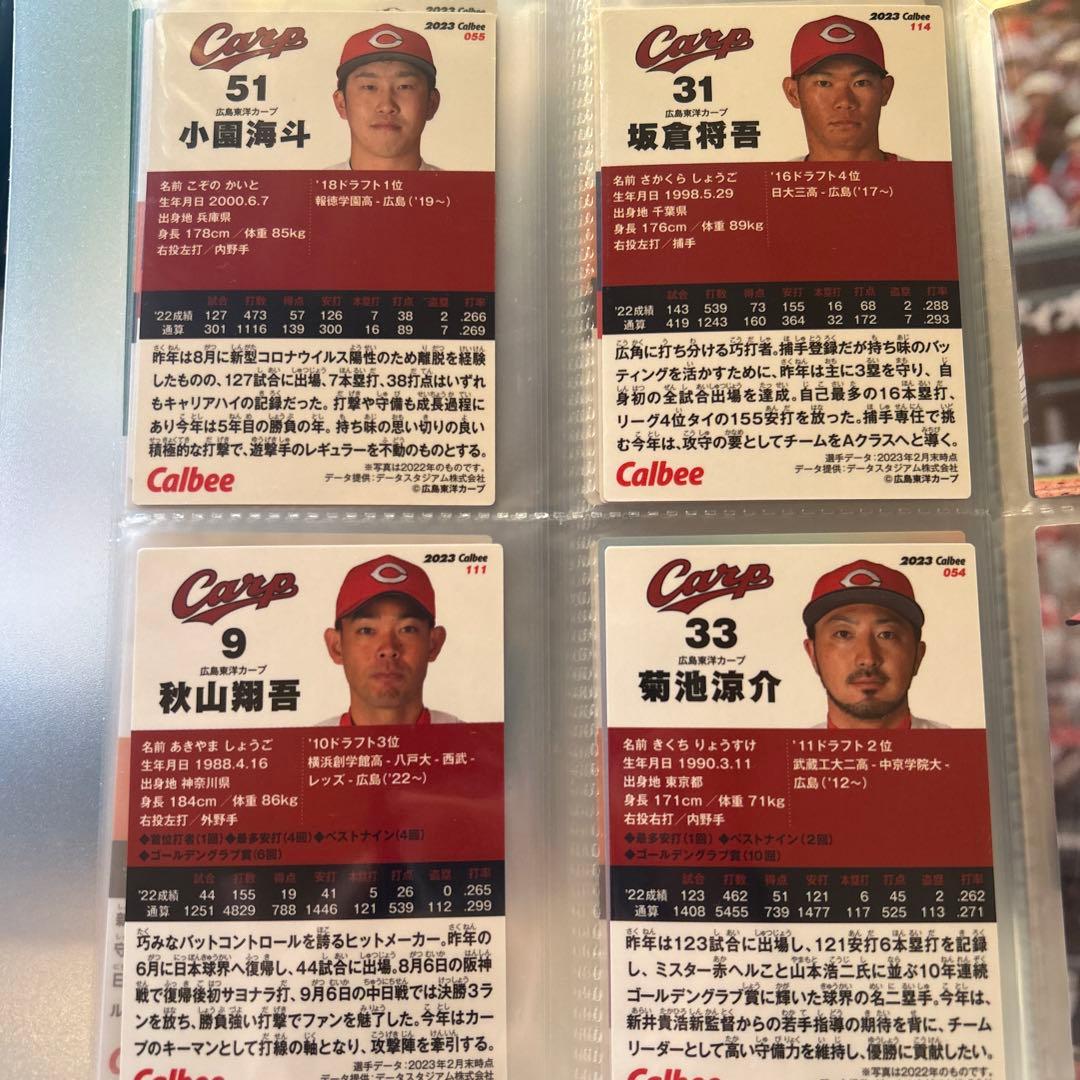 Carp
2023 Calbee
055
51
広島東洋カープ
小園海斗
名前 こぞの かいと
生年月日 2000.6.7
出身地 兵庫県
身長 178cm／体重 85kg
右投左打／内野手
'18ドラフト1位
報徳学園高 - 広島('19〜)
試合 打数 得点 安打 本塁打 打点 盗塁 打率
'22成績 127 473 57 126 7 38 2 .266
通算 301 1116 139 300 16 89 7 .269
昨年は8月に新型コロナウイルス陽性のため離脱を経験
したものの、127試合に出場、7本塁打、38打点はいずれ
もキャリアハイの記録だった。打撃や守備も成長過程に
あり今年は5年目の勝負の年。持ち味の思い切りの良い
積極的な打撃で、遊撃手のレギュラーを不動のものとする。
※写真は2022年のものです。
データ提供：データスタジアム株式会社
©広島東洋カープ
Calbee
Carp
2023 Calbee
114
31
広島東洋カープ
坂倉将吾
名前 さかくら しょうご
生年月日 1998.5.29
出身地 千葉県
身長 176cm／体重 89kg
右投左打／捕手
'16ドラフト4位
日大三高 - 広島('17〜)
試合 打数 得点 安打 本塁打 打点 盗塁 打率
'22成績 143 539 73 155 16 68 2 .288
通算 419 1243 160 364 32 172 7 .293
広角に打ち分ける巧打者。捕手登録だが持ち味のバッ
ティングを活かすために、昨年は主に3塁を守り、自
身初の全試合出場を達成。自己最多の16本塁打、
リーグ4位タイの155安打を放った。捕手専任で挑
む今年は、攻守の要としてチームをAクラスへと導く。
選手データ：2023年2月末時点
データ提供：データスタジアム株式会社
©広島東洋カープ
Calbee
Carp
2023 Calbee
111
9
広島東洋カープ
秋山翔吾
名前 あきやま しょうご
生年月日 1988.4.16
出身地 神奈川県
身長 184cm／体重 86kg
右投左打／外野手
'10ドラフト3位
横浜創学館高 - 八戸大 - 西武 -
レッズ - 広島('22〜)
◆首位打者(1回)◆最多安打(4回)◆ベストナイン(4回)
◆ゴールデングラブ賞(6回)
試合 打数 得点 安打 本塁打 打点 盗塁 打率
'22成績 44 155 19 41 5 26 0 .265
通算 1251 4829 788 1446 121 539 112 .299
巧みなバットコントロールを誇るヒットメーカー。昨年の
6月に日本球界へ復帰し、44試合に出場。8月6日の阪神
戦で復帰後初サヨナラ打、9月6日の中日戦では決勝3ラ
ンを放ち、勝負強い打撃でファンを魅了した。今年はカー
プのキーマンとして打線の軸となり、攻撃陣を牽引する。
選手データ：2023年2月末時点
データ提供：データスタジアム株式会社
Calbee
Carp
2023 Calbee
054
33
広島東洋カープ
菊池涼介
名前 きくち りょうすけ
生年月日 1990.3.11
出身地 東京都
身長 171cm／体重 71kg
右投右打／内野手
'11ドラフト2位
武蔵工大二高 - 中京学院大 -
広島('12〜)
◆最多安打(1回)◆ベストナイン(2回)
◆ゴールデングラブ賞(10回)
試合 打数 得点 安打 本塁打 打点 盗塁 打率
'22成績 123 462 51 121 6 45 2 .262
通算 1408 5455 739 1477 117 525 113 .271
昨年は123試合に出場し、121安打6本塁打を記録
し、ミスター赤ヘルこと山本浩二氏に並ぶ10年連続
ゴールデングラブ賞に輝いた球界の名二塁手。今年は、
新井貴浩新監督からの若手指導の期待を背に、チーム
リーダーとして高い守備力を維持し、優勝に貢献したい。
※写真は2022年のものです。
Calbee